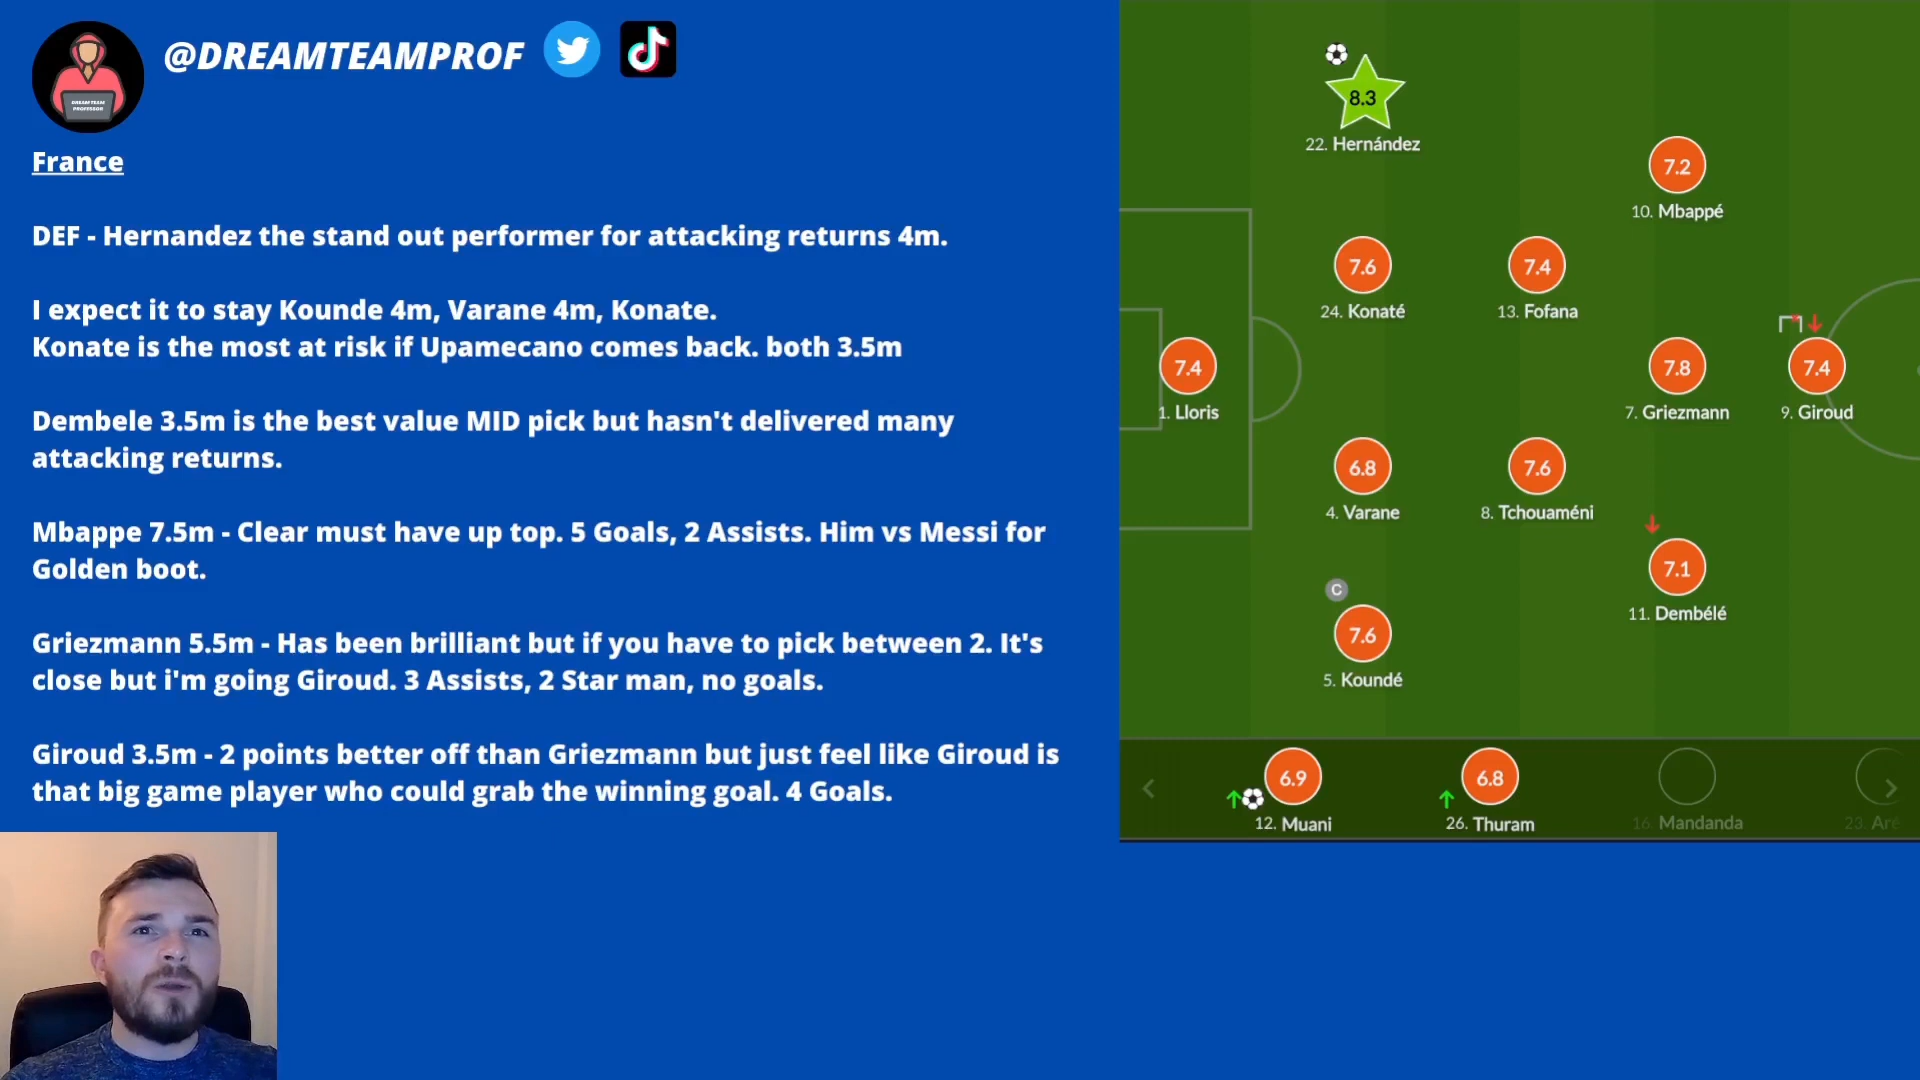 @DREAMTEAMPROF
DREAM TEAM
PROFESSOR
France
DEF - Hernandez the stand out performer for attacking returns 4m.
I expect it to stay Kounde 4m, Varane 4m, Konate.
Konate is the most at risk if Upamecano comes back. both 3.5m
Dembele 3.5m is the best value MID pick but hasn't delivered many
attacking returns.
Mbappe 7.5m - Clear must have up top. 5 Goals, 2 Assists. Him vs Messi for
Golden boot.
Griezmann 5.5m - Has been brilliant but if you have to pick between 2. It's
close but i'm going Giroud. 3 Assists, 2 Star man, no goals.
Giroud 3.5m - 2 points better off than Griezmann but just feel like Giroud is
that big game player who could grab the winning goal. 4 Goals.
8.3
22. Hernández
7.2
10. Mbappé
7.6
24. Konaté
7.4
13. Fofana
7.4
1. Lloris
7.8
7. Griezmann
7.4
9. Giroud
6.8
4. Varane
7.6
8. Tchouaméni
7.1
11. Dembélé
C
7.6
5. Koundé
6.9
12. Muani
6.8
26. Thuram
16. Mandanda
23. Aré